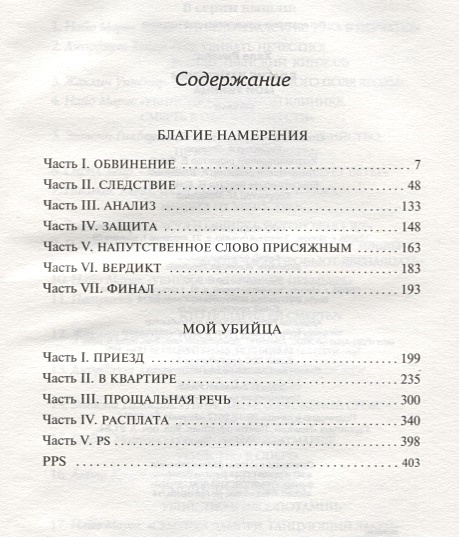 Содержание
БЛАГИЕ НАМЕРЕНИЯ
Часть I. ОБВИНЕНИЕ ........ 7
Часть II. СЛЕДСТВИЕ ........ 48
Часть III. АНАЛИЗ ........ 133
Часть IV. ЗАЩИТА ........ 148
Часть V. НАПУТСТВЕННОЕ СЛОВО ПРИСЯЖНЫМ ........ 163
Часть VI. ВЕРДИКТ ........ 183
Часть VII. ФИНАЛ ........ 193
МОЙ УБИЙЦА
Часть I. ПРИЕЗД ........ 199
Часть II. В КВАРТИРЕ ........ 235
Часть III. ПРОЩАЛЬНАЯ РЕЧЬ ........ 300
Часть IV. РАСПЛАТА ........ 340
Часть V. PS ........ 398
PPS ........ 403